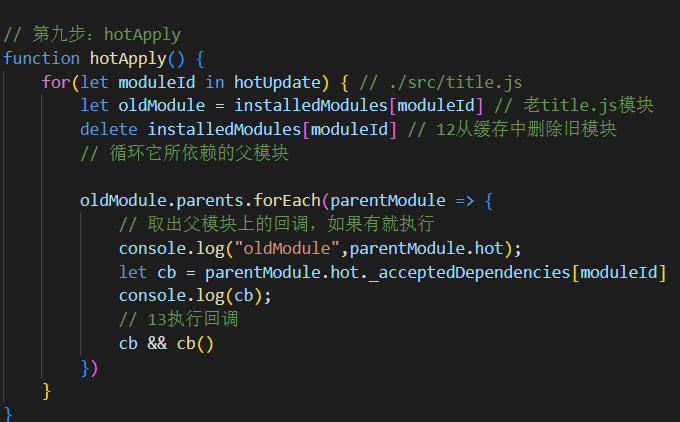 // 第九步：hotApply
function hotApply() {
    for(let moduleId in hotUpdate) { // ./src/title.js
        let oldModule = installedModules[moduleId] // 老title.js模块
        delete installedModules[moduleId] // 12从缓存中删除旧模块
        // 循环它所依赖的父模块
        oldModule.parents.forEach(parentModule => {
            // 取出父模块上的回调，如果有就执行
            console.log("oldModule",parentModule.hot);
            let cb = parentModule.hot._acceptedDependencies[moduleId]
            console.log(cb);
            // 13执行回调
            cb && cb()
        })
    }
}